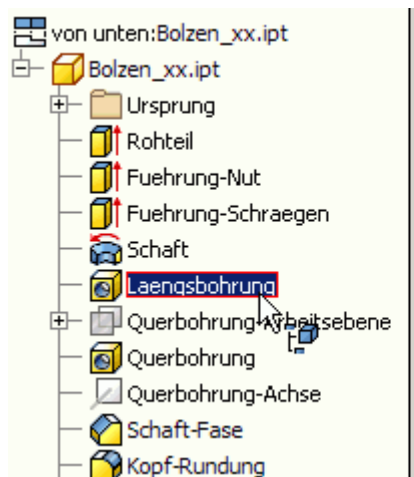 von unten:Bolzen_xx.ipt
Bolzen_xx.ipt
Ursprung
Rohteil
Fuehrung-Nut
Fuehrung-Schraegen
Schaft
Laengsbohrung
Querbohrung-Arbeitsebene
Querbohrung
Querbohrung-Achse
Schaft-Fase
Kopf-Rundung